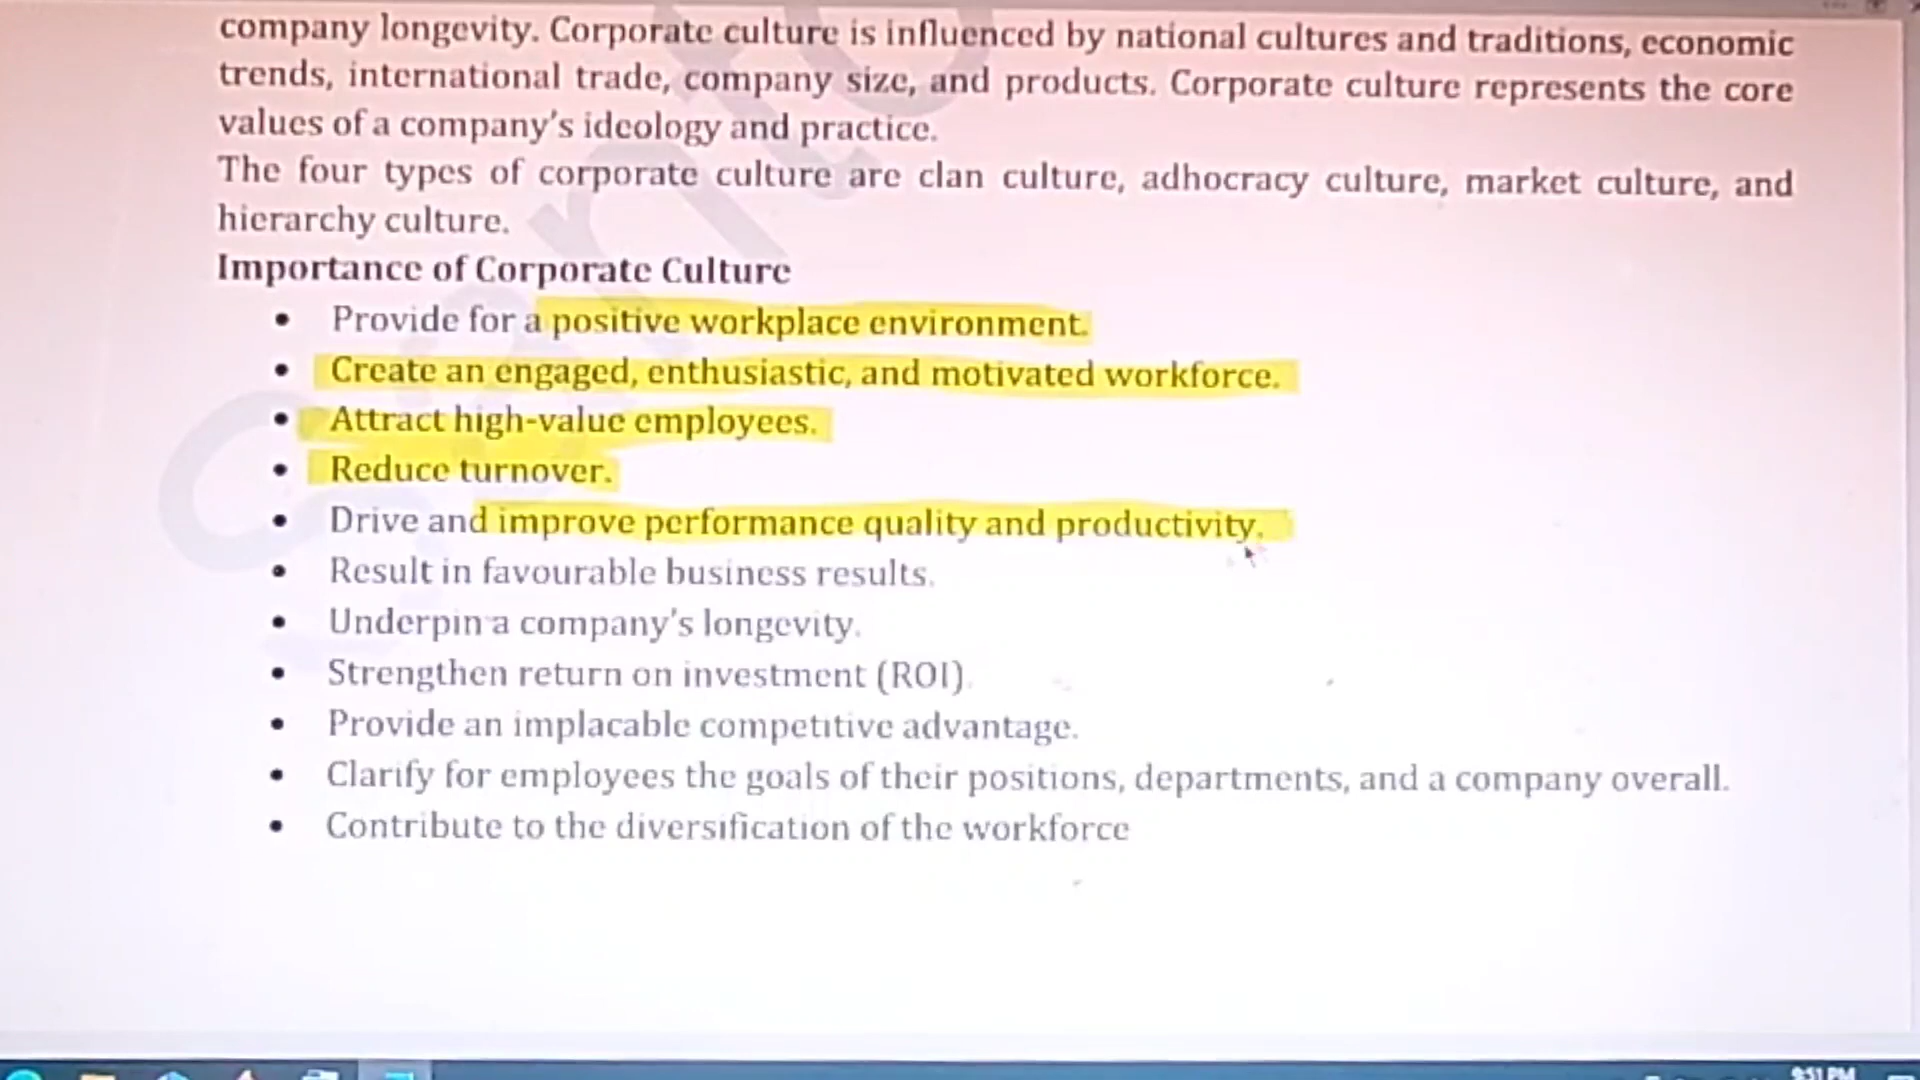 company longevity. Corporate culture is influenced by national cultures and traditions, economic
trends, international trade, company size, and products. Corporate culture represents the core
values of a company's ideology and practice.
The four types of corporate culture are clan culture, adhocracy culture, market culture, and
hierarchy culture.
Importance of Corporate Culture
• Provide for a positive workplace environment.
• Create an engaged, enthusiastic, and motivated workforce.
• Attract high-value employees.
• Reduce turnover.
• Drive and improve performance quality and productivity.
• Result in favourable business results.
• Underpin a company's longevity.
• Strengthen return on investment (ROI).
• Provide an implacable competitive advantage.
• Clarify for employees the goals of their positions, departments, and a company overall.
• Contribute to the diversification of the workforce
9:51 PM